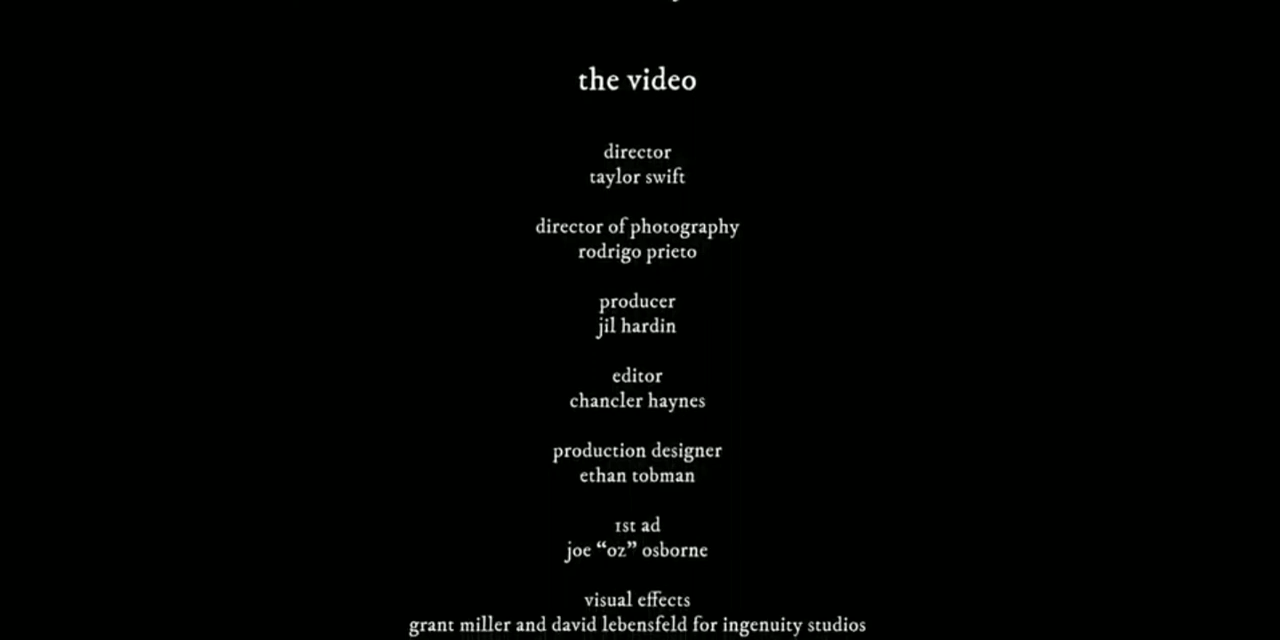 the video
director
taylor swift
director of photography
rodrigo prieto
producer
jil hardin
editor
chancler haynes
production designer
ethan tobman
1st ad
joe “oz” osborne
visual effects
grant miller and david lebensfeld for ingenuity studios